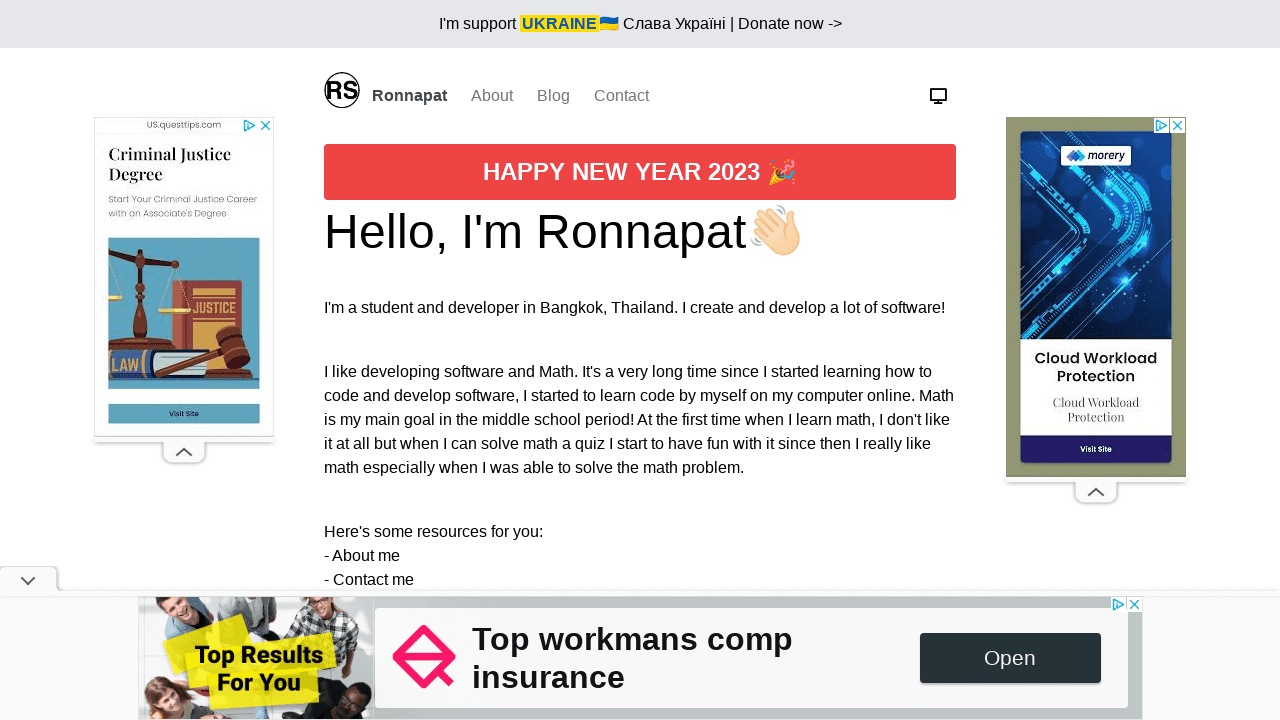 I'm support UKRAINE🇺🇦 Слава Україні | Donate now ->
RS Ronnapat About Blog Contact
HAPPY NEW YEAR 2023 🎉
Hello, I'm Ronnapat👋🏻
I'm a student and developer in Bangkok, Thailand. I create and develop a lot of software!
I like developing software and Math. It's a very long time since I started learning how to
code and develop software, I started to learn code by myself on my computer online. Math
is my main goal in the middle school period! At the first time when I learn math, I don't like
it at all but when I can solve math a quiz I start to have fun with it since then I really like
math especially when I was able to solve the math problem.
Here's some resources for you:
- About me
- Contact me
US.questtips.com
Criminal Justice
Degree
Start Your Criminal Justice Career
with an Associate's Degree
JUSTICE
LAW
Visit Site
morery
Cloud Workload
Protection
Cloud Workload
Protection
Visit Site
Top Results
For You
Top workmans comp
insurance
Open